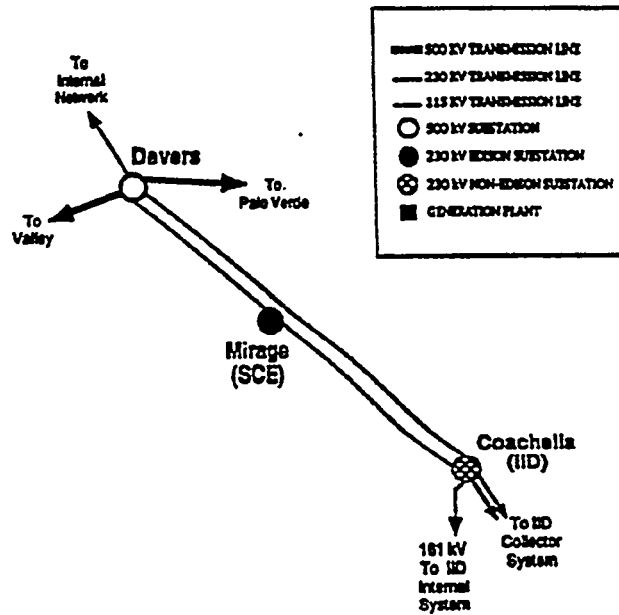 500 KV TRANSMISSION LINE
230 KV TRANSMISSION LINE
115 KV TRANSMISSION LINE
500 kV SUBSTATION
230 kV EDISON SUBSTATION
230 kV NON-EDISON SUBSTATION
GENERATION PLANT
To
Internal
Network
Devers
To
Palo Verde
To
Valley
Mirage
(SCE)
Coachella
(IID)
To IID
Collector
System
161 kV
To IID
Internal
System